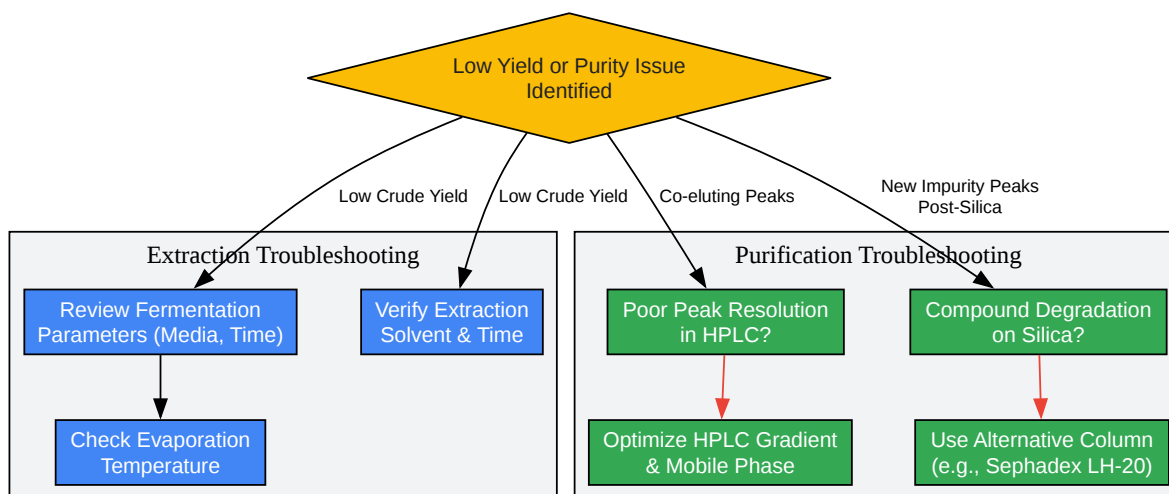 Low Yield or Purity Issue
Identified
Low Crude Yield
Low Crude Yield
Co-eluting Peaks
New Impurity Peaks
Post-Silica
Extraction Troubleshooting
Purification Troubleshooting
Review Fermentation
Parameters (Media, Time)
Verify Extraction
Solvent & Time
Poor Peak Resolution
in HPLC?
Compound Degradation
on Silica?
Check Evaporation
Temperature
Optimize HPLC Gradient
& Mobile Phase
Use Alternative Column
(e.g., Sephadex LH-20)